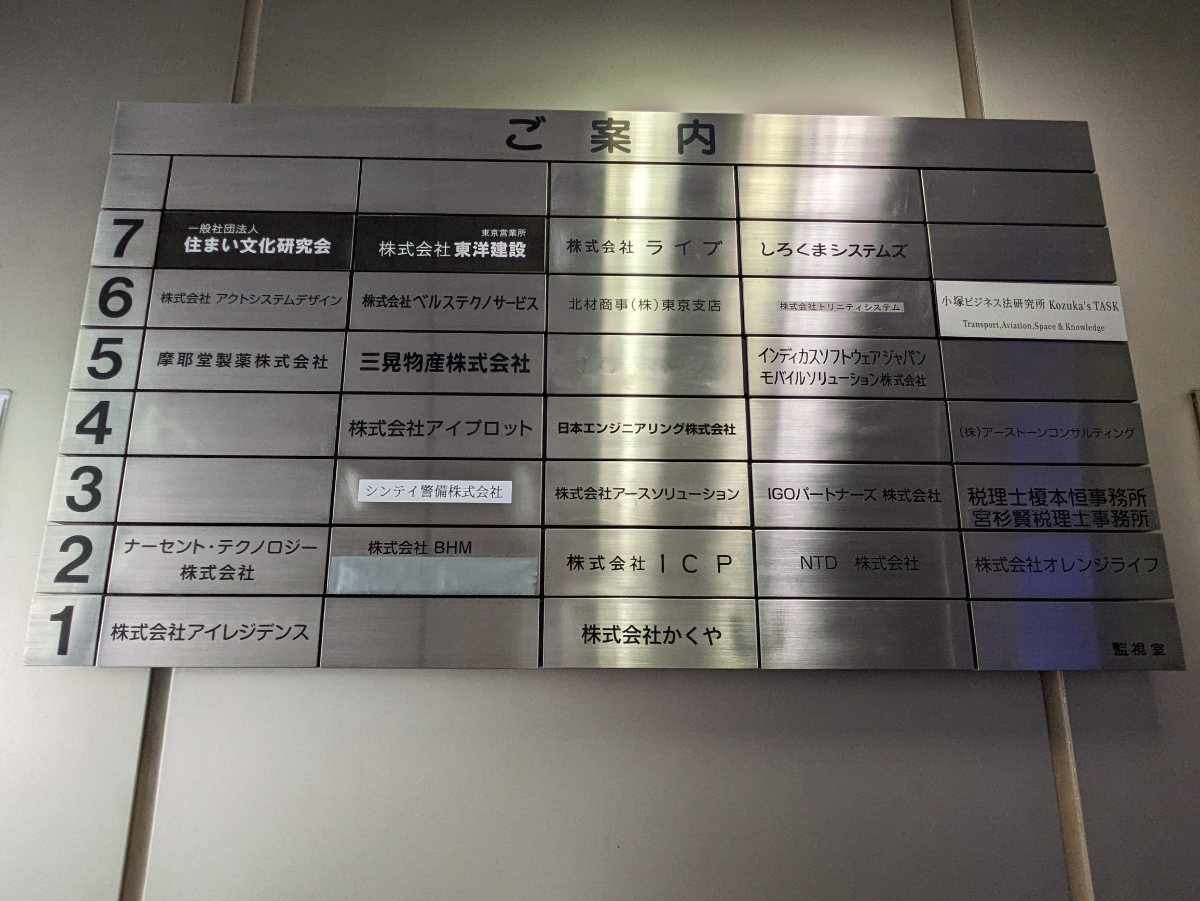 ご案内
7
一般社団法人
住まい文化研究会
東京営業所
株式会社 東洋建設
株式会社 ライブ
しろくまシステムズ
6
株式会社 アクトシステムデザイン
株式会社ベルステクノサービス
北材商事(株)東京支店
株式会社トリニティシステム
小塚ビジネス法研究所 Kozuka's TASK
Transport,Aviation,Space & Knowledge
5
摩耶堂製薬株式会社
三晃物産株式会社
インディカスソフトウェアジャパン
モバイルソリューション株式会社
4
株式会社アイプロット
日本エンジニアリング株式会社
(株)アーストーンコンサルティング
3
シンテイ警備株式会社
株式会社アースソリューション
IGOパートナーズ 株式会社
税理士榎本恒事務所
宮杉賢税理士事務所
2
ナーセント・テクノロジー
株式会社
株式会社 BHM
株式会社 ICP
NTD 株式会社
株式会社オレンジライフ
1
株式会社アイレジデンス
株式会社かくや
監視室